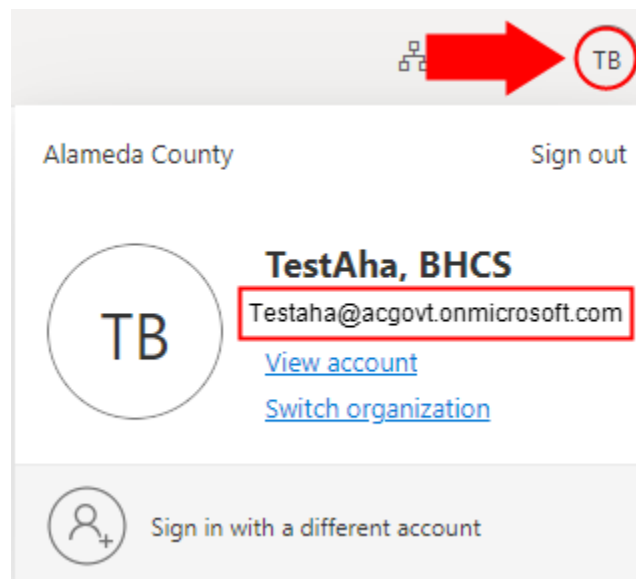 TB
Alameda County
Sign out
TB
TestAha, BHCS
Testaha@acgovt.onmicrosoft.com
View account
Switch organization
Sign in with a different account